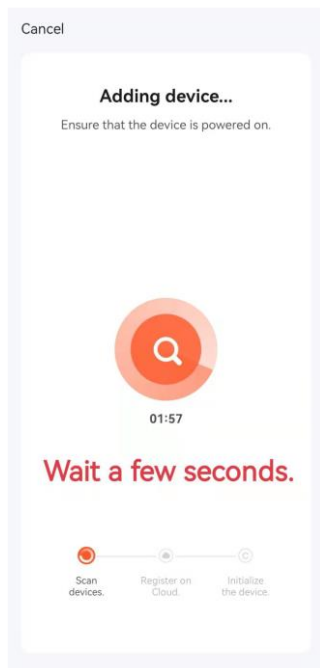 Cancel
Adding device...
Ensure that the device is powered on.
01:57
Wait a few seconds.
Scan devices.
Register on Cloud.
Initialize the device.